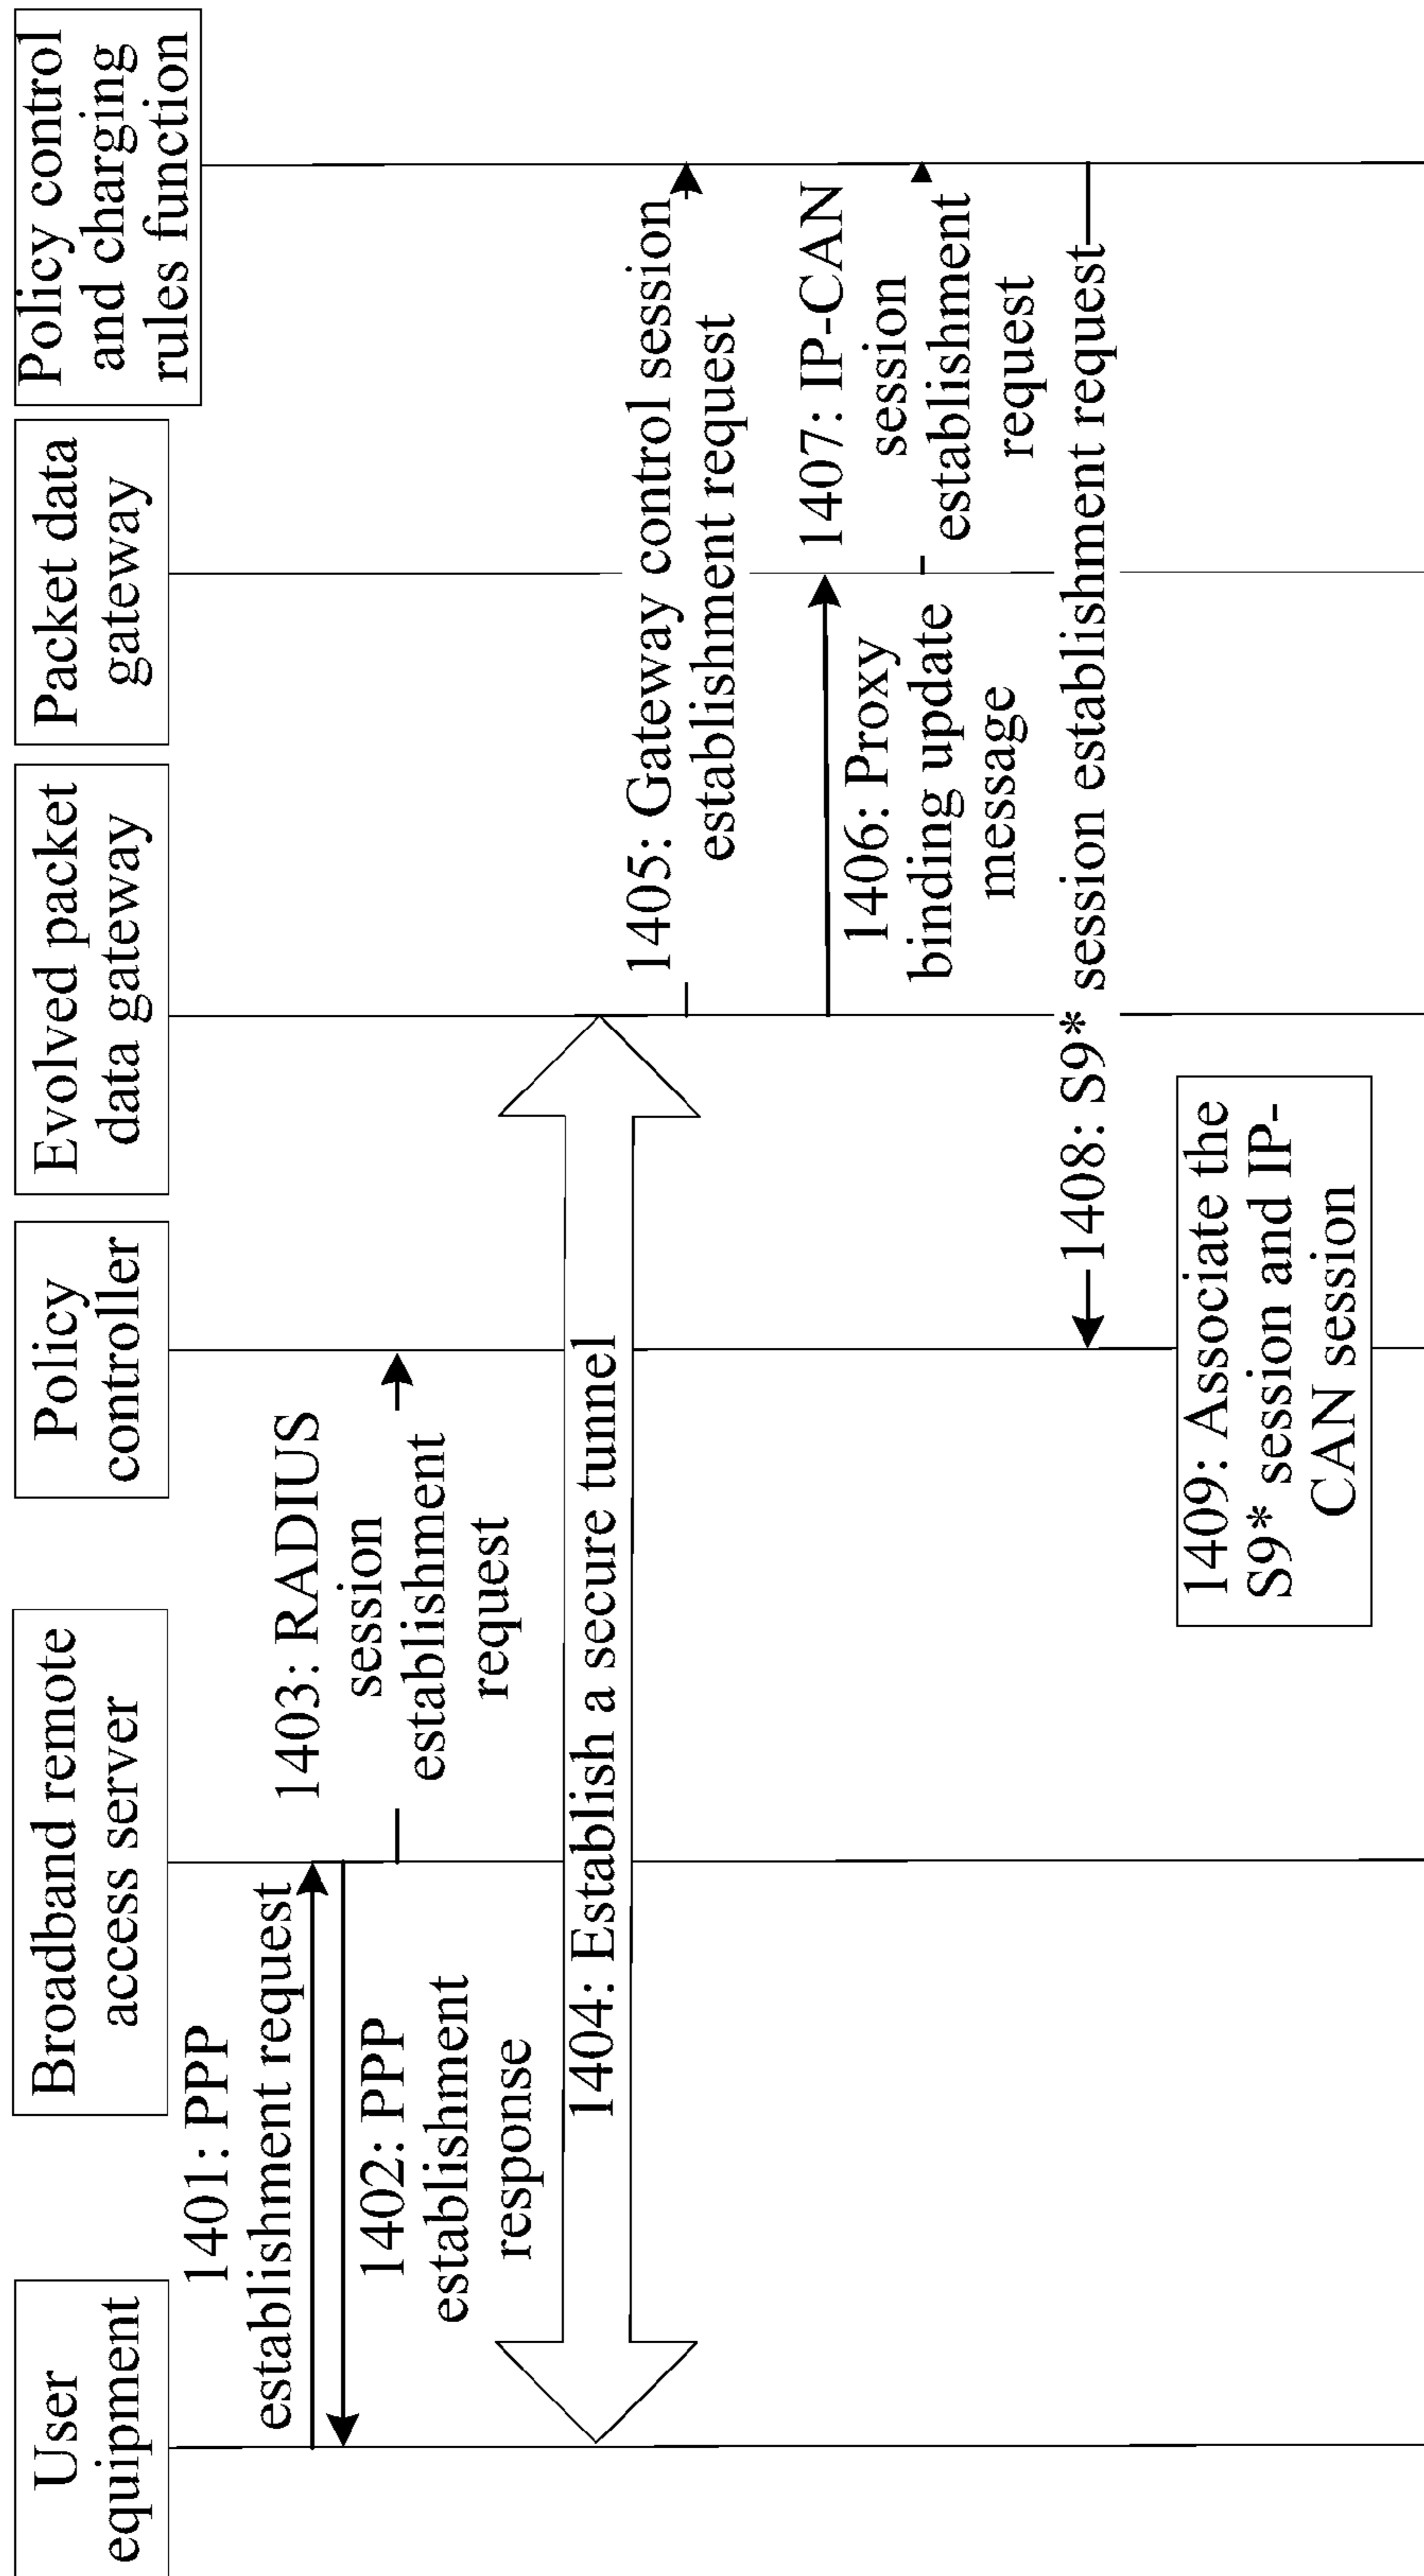 User
equipment
Broadband remote
access server
Policy
controller
Evolved packet
data gateway
Packet data
gateway
Policy control
and charging
rules function
1401: PPP
establishment request
1402: PPP
establishment
response
1403: RADIUS
session
establishment
request
1404: Establish a secure tunnel
1405: Gateway control session
establishment request
1406: Proxy
binding update
message
1407: IP-CAN
session
establishment
request
1408: S9* session establishment request
1409: Associate the
S9* session and IP-
CAN session